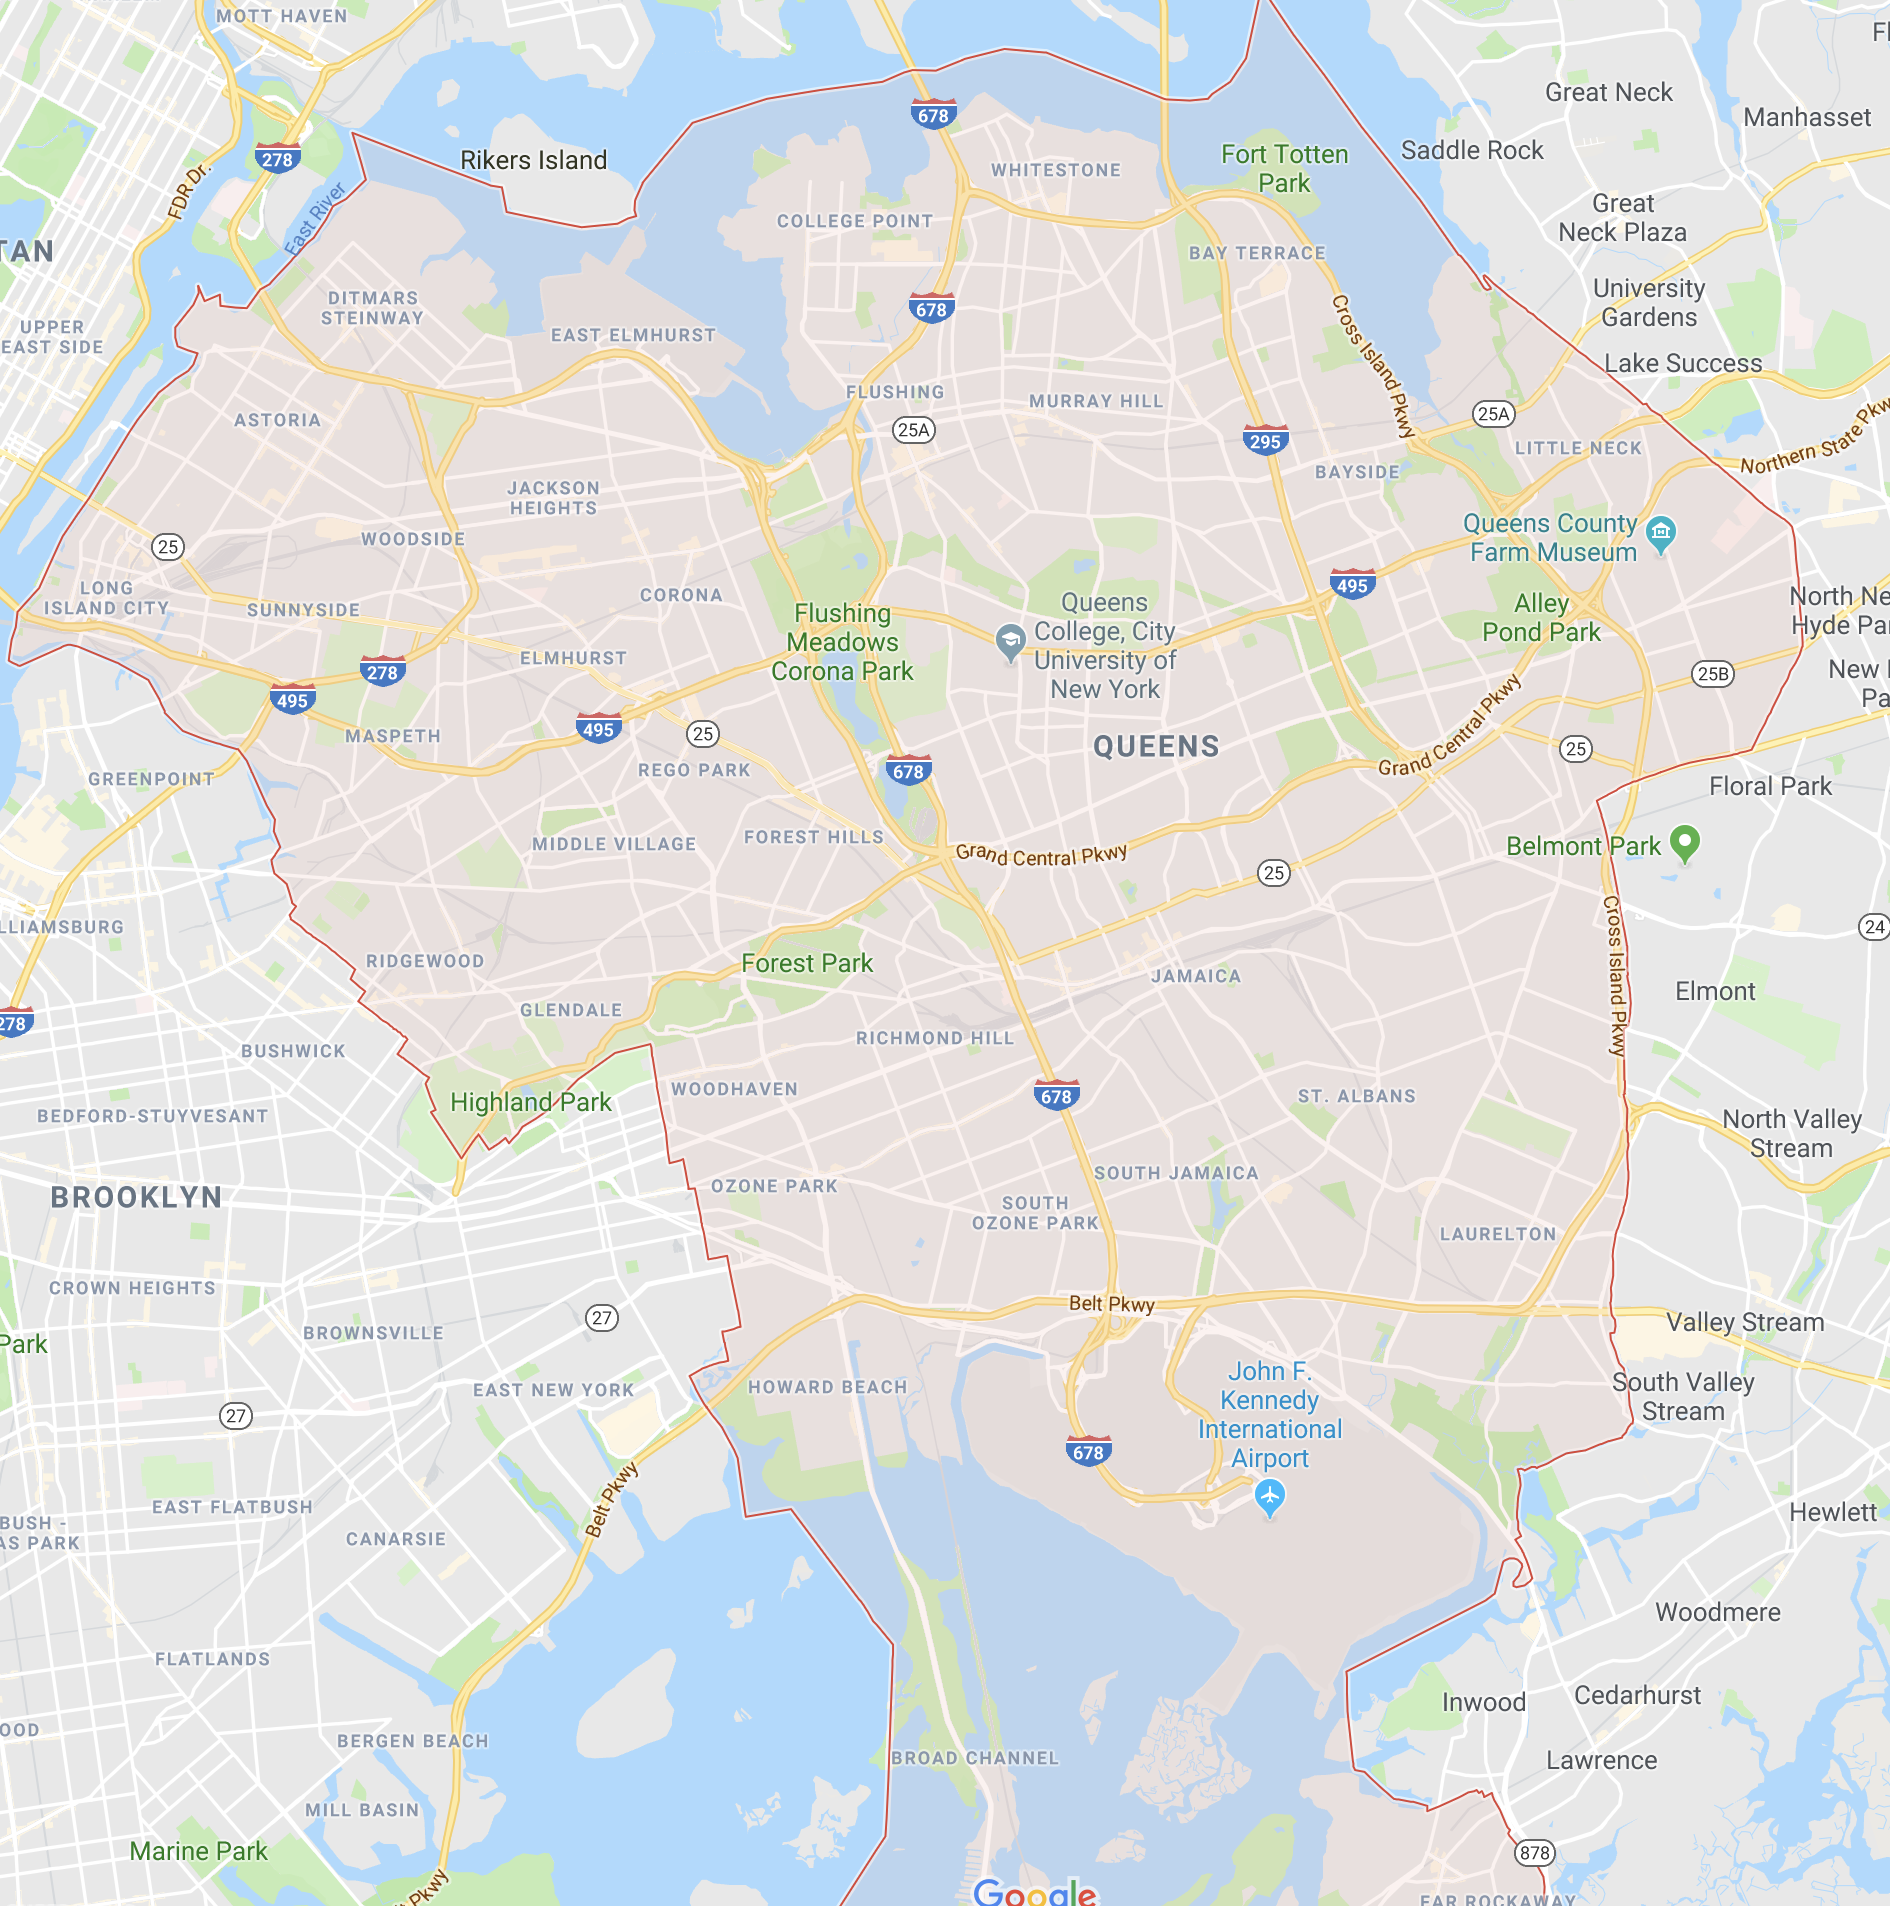 MOTT HAVEN
Great Neck
Manhasset
678
Rikers Island
278
FDR Dr.
East River
WHITESTONE
Fort Totten
Park
Saddle Rock
Great
Neck Plaza
COLLEGE POINT
TAN
BAY TERRACE
University
Gardens
DITMARS
STEINWAY
678
UPPER
EAST SIDE
EAST ELMHURST
Cross Island Pkwy
Lake Success
FLUSHING
MURRAY HILL
25A
25A
ASTORIA
295
LITTLE NECK
Northern State Pkw
BAYSIDE
JACKSON
HEIGHTS
Queens County
Farm Museum
25
WOODSIDE
LONG
ISLAND CITY
SUNNYSIDE
CORONA
495
Queens
College, City
University of
New York
Alley
Pond Park
North Ne
Hyde Par
Flushing
Meadows
Corona Park
ELMHURST
278
495
25B
New
Pa
495
25
MASPETH
Grand Central Pkwy
QUEENS
25
REGO PARK
678
GREENPOINT
Floral Park
MIDDLE VILLAGE
FOREST HILLS
Grand Central Pkwy
Belmont Park
25
LLIAMSBURG
24
Cross Island Pkwy
RIDGEWOOD
Forest Park
JAMAICA
Elmont
GLENDALE
278
BUSHWICK
RICHMOND HILL
WOODHAVEN
678
ST. ALBANS
Highland Park
BEDFORD-STUYVESANT
North Valley
Stream
BROOKLYN
OZONE PARK
SOUTH JAMAICA
SOUTH
OZONE PARK
LAURELTON
CROWN HEIGHTS
27
Belt Pkwy
Valley Stream
Park
BROWNSVILLE
EAST NEW YORK
HOWARD BEACH
John F.
Kennedy
International
Airport
South Valley
Stream
27
678
EAST FLATBUSH
Belt Pkwy
BUSH -
AS PARK
CANARSIE
Hewlett
Woodmere
FLATLANDS
Inwood
Cedarhurst
OOD
BERGEN BEACH
BROAD CHANNEL
Lawrence
MILL BASIN
Marine Park
878
Pkwy
Google
FAR ROCKAWAY